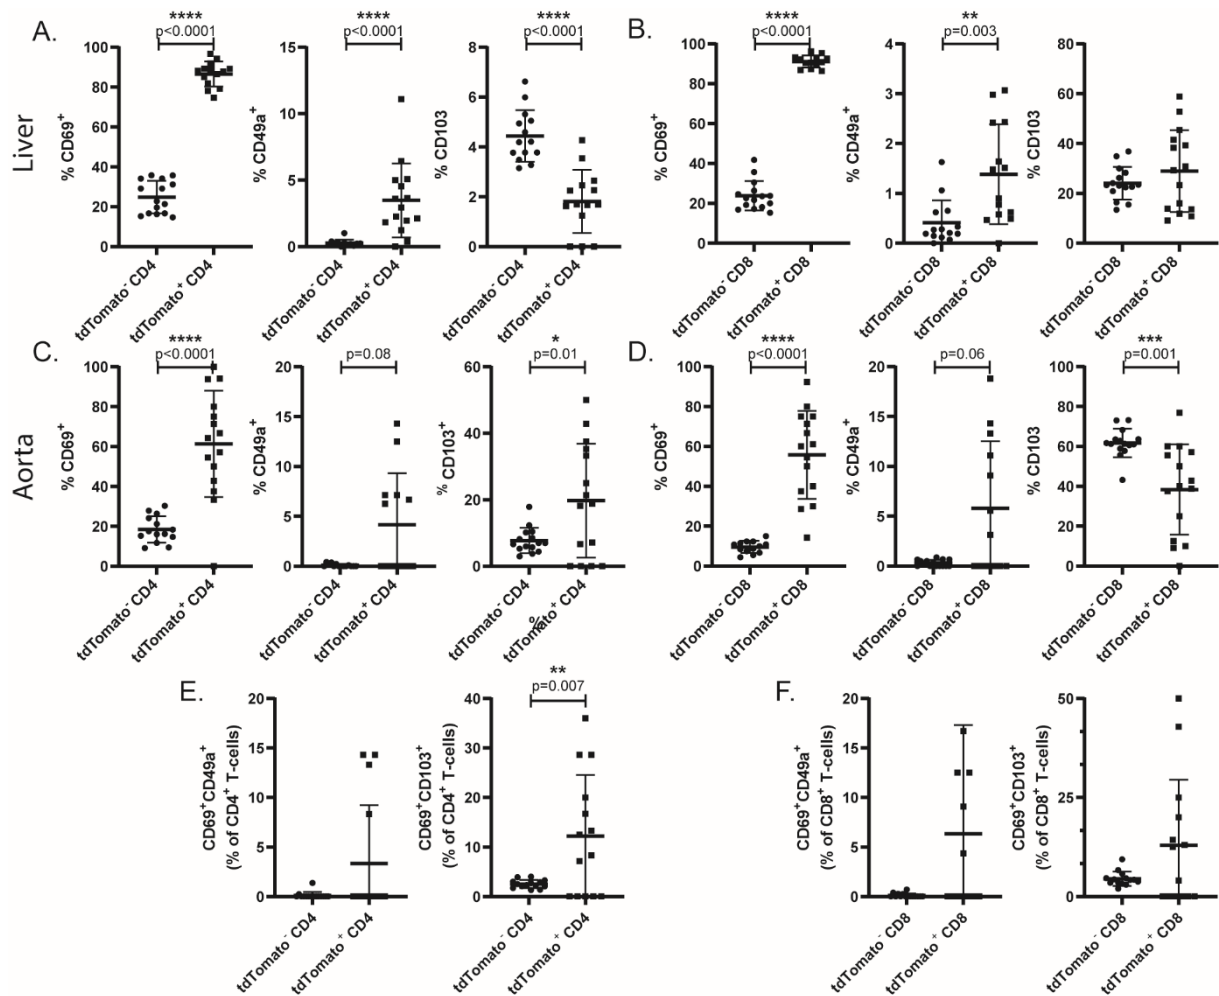 A.
Liver
****
p<0.0001
% CD69⁺
100
80
60
40
20
0
tdTomato⁻ CD4
tdTomato⁺ CD4
****
p<0.0001
% CD49a⁺
15
10
5
0
tdTomato⁻ CD4
tdTomato⁺ CD4
****
p<0.0001
% CD103
8
6
4
2
0
tdTomato⁻ CD4
tdTomato⁺ CD4
B.
****
p<0.0001
% CD69⁺
100
80
60
40
20
0
tdTomato⁻ CD8
tdTomato⁺ CD8
**
p=0.003
% CD49a⁺
4
3
2
1
0
tdTomato⁻ CD8
tdTomato⁺ CD8
% CD103
80
60
40
20
0
tdTomato⁻ CD8
tdTomato⁺ CD8
C.
Aorta
****
p<0.0001
% CD69⁺
100
80
60
40
20
0
tdTomato⁻ CD4
tdTomato⁺ CD4
p=0.08
% CD49a⁺
20
15
10
5
0
tdTomato⁻ CD4
tdTomato⁺ CD4
*
p=0.01
% CD103⁺
60
40
20
0
tdTomato⁻ CD4
tdTomato⁺ CD4
%
D.
****
p<0.0001
% CD69⁺
100
80
60
40
20
0
tdTomato⁻ CD8
tdTomato⁺ CD8
p=0.06
% CD49a⁺
20
15
10
5
0
tdTomato⁻ CD8
tdTomato⁺ CD8
***
p=0.001
% CD103
100
80
60
40
20
0
tdTomato⁻ CD8
tdTomato⁺ CD8
E.
CD69⁺CD49a⁺
(% of CD4⁺ T-cells)
20
15
10
5
0
tdTomato⁻ CD4
tdTomato⁺ CD4
**
p=0.007
CD69⁺CD103⁺
(% of CD4⁺ T-cells)
40
30
20
10
0
tdTomato⁻ CD4
tdTomato⁺ CD4
F.
CD69⁺CD49a⁺
(% of CD8⁺ T-cells)
20
15
10
5
0
tdTomato⁻ CD8
tdTomato⁺ CD8
CD69⁺CD103⁺
(% of CD8⁺ T-cells)
50
25
0
tdTomato⁻ CD8
tdTomato⁺ CD8